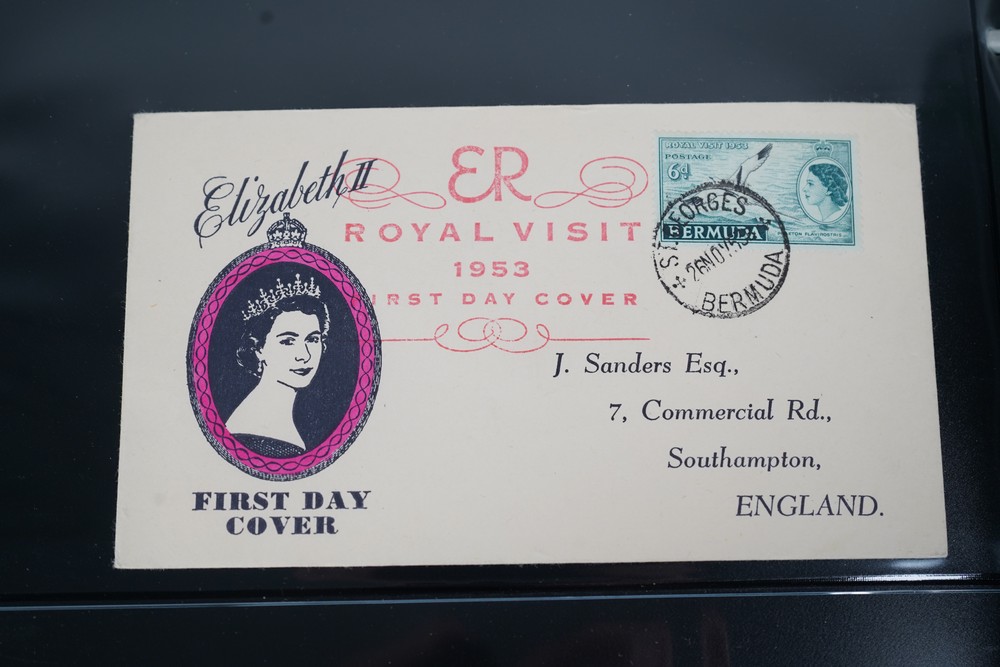 Elizabeth II
FIRST DAY
COVER
ER
ROYAL VISIT
1953
FIRST DAY COVER
ROYAL VISIT 1953
POSTAGE
6d
BERMUDA
ST. GEORGES
26 NOV 53
BERMUDA
J. Sanders Esq.,
7, Commercial Rd.,
Southampton,
ENGLAND.